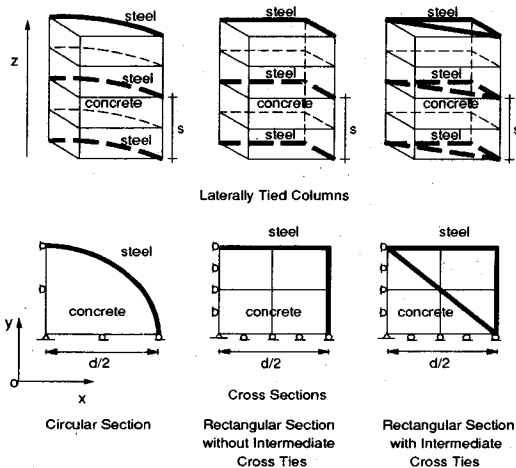 steel steel steel
z
steel steel steel
concrete concrete concrete
s s s
steel steel steel
Laterally Tied Columns
steel steel steel
concrete concrete concrete
y
d/2 d/2 d/2
o
x
Cross Sections
Circular Section
Rectangular Section
without Intermediate
Cross Ties
Rectangular Section
with Intermediate
Cross Ties